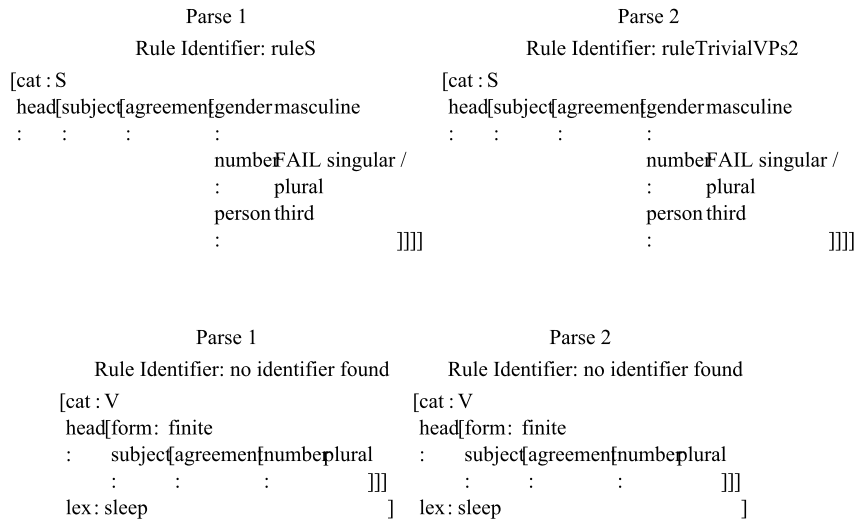 Parse 1 Parse 2
Rule Identifier: ruleS Rule Identifier: ruleTrivialVPs2
[cat : S [cat : S
head[subject[agreement[gender masculine head[subject[agreement[gender masculine
: : : : : : : :
number FAIL singular / number FAIL singular /
: plural : plural
person third person third
: ]]]] : ]]]]
Parse 1 Parse 2
Rule Identifier: no identifier found Rule Identifier: no identifier found
[cat : V [cat : V
head[form: finite head[form: finite
: subject[agreement[number plural : subject[agreement[number plural
: : : ]]] : : : ]]]
lex : sleep ] lex : sleep ]